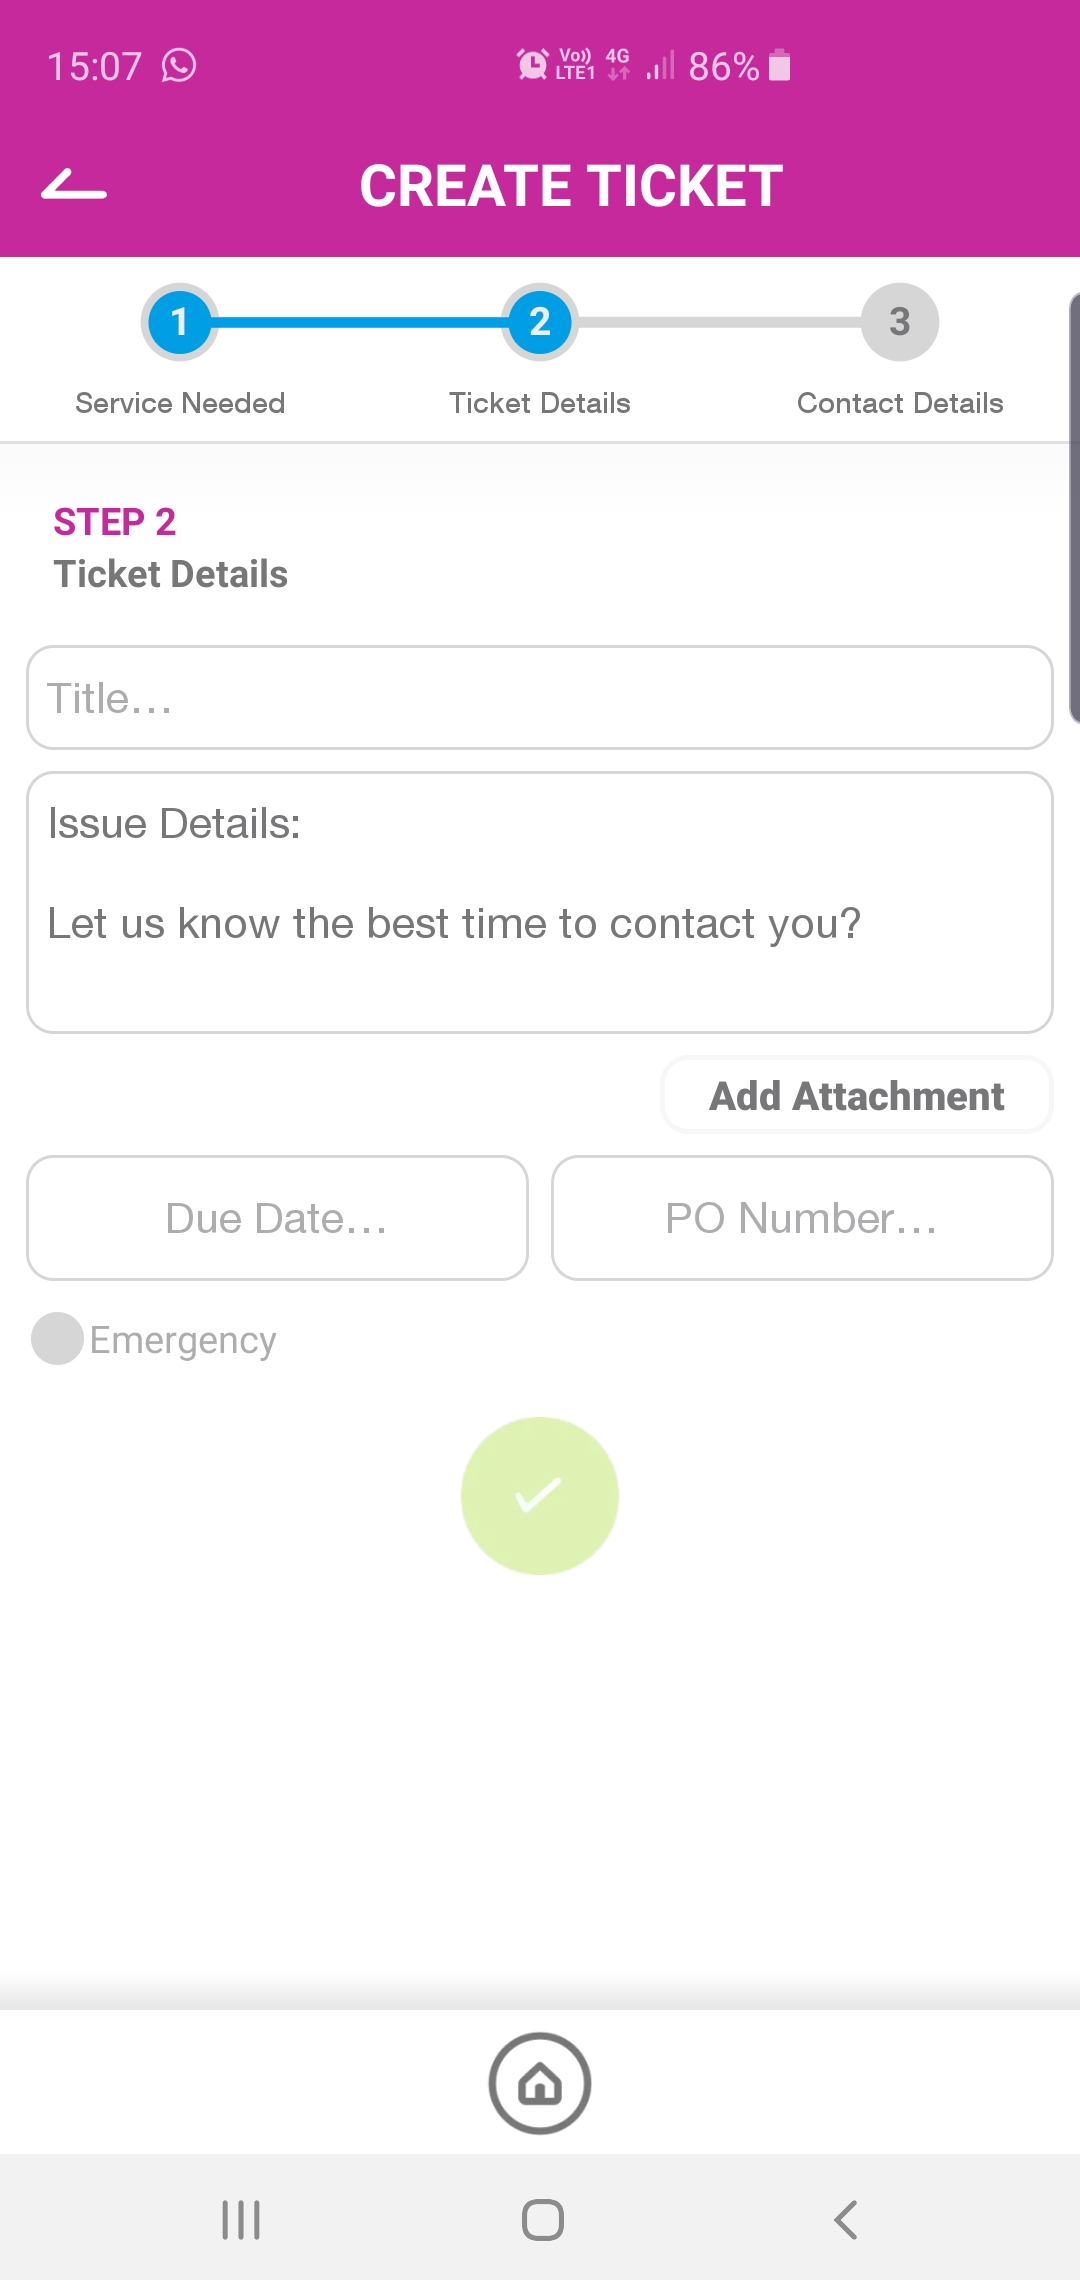 15:07 Vo)) LTE1 4G 86%
CREATE TICKET
1 2 3
Service Needed Ticket Details Contact Details
STEP 2
Ticket Details
Title...
Issue Details:
Let us know the best time to contact you?
Add Attachment
Due Date... PO Number...
Emergency